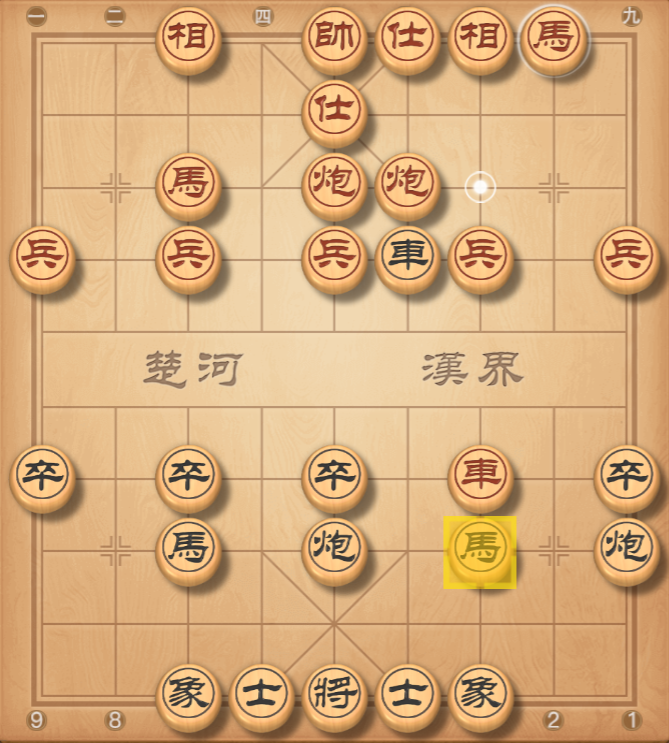 一 二 相 四 帥 仕 相 馬 九
仕
馬 炮 炮
兵 兵 兵 車 兵 兵
楚河 漢界
卒 卒 卒 車 卒
馬 炮 馬 炮
象 士 將 士 象
9 8 2 1